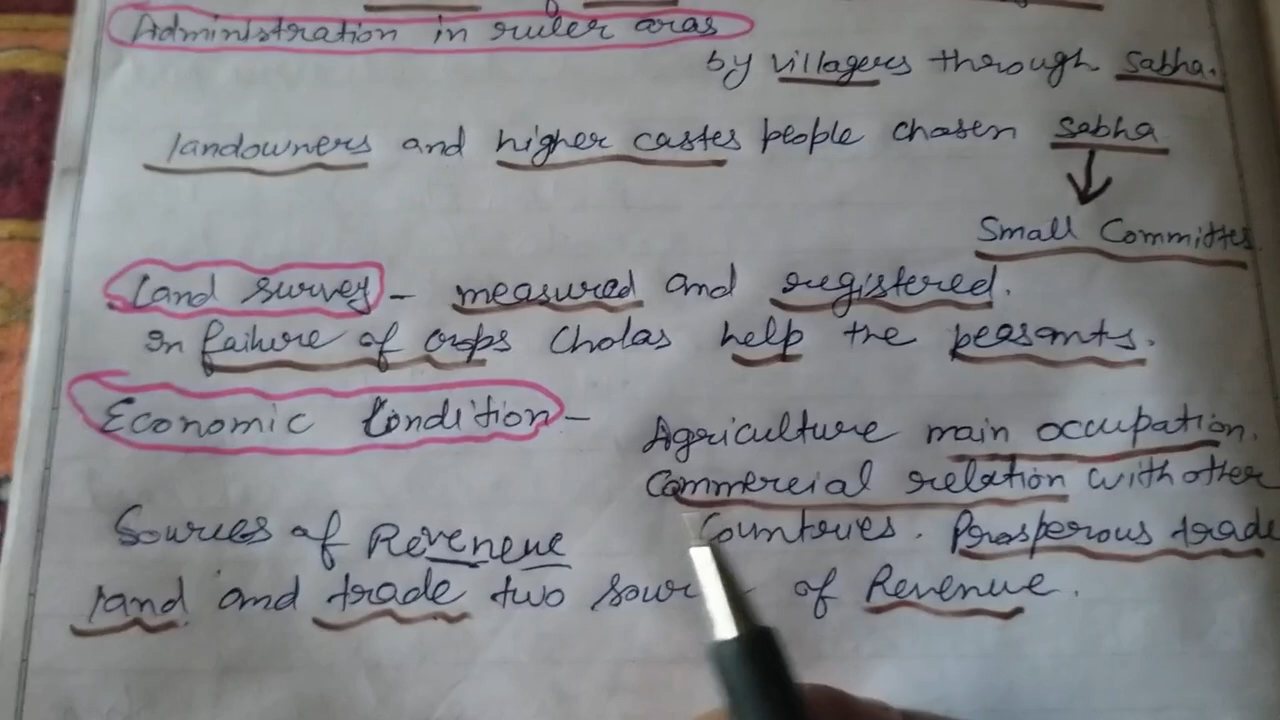 Administration in ruler aras
by villagers through Sabha.
landowners and higher castes people chosen sabha
Small Committes
Land survey - measured and registered.
In failure of crops Cholas help the peasants.
Economic Condition -
Agriculture main occupation.
Commercial relation with other
Countries. Prosperous trade
Sources of Revenue
land and trade two of Revenue.